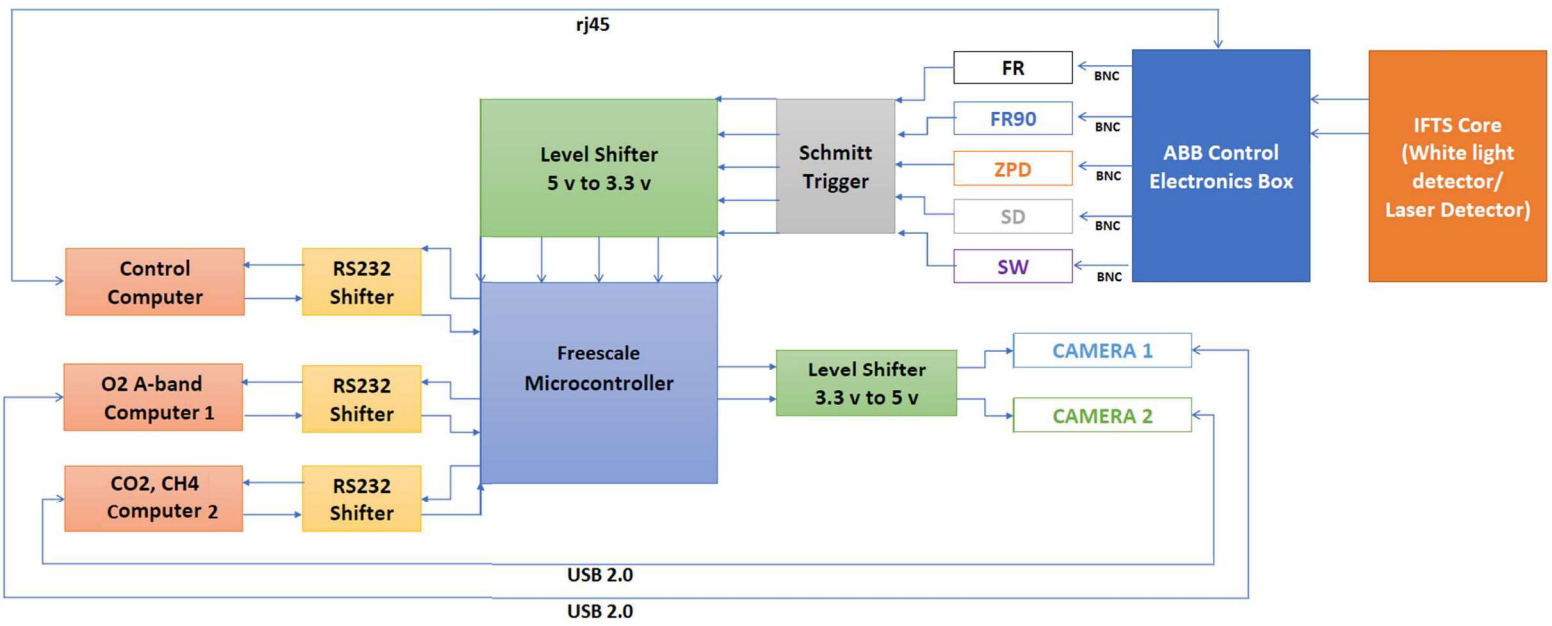 rj45
FR
BNC
FR90
BNC
ZPD
BNC
SD
BNC
SW
BNC
ABB Control
Electronics Box
IFTS Core
(White light
detector/
Laser Detector)
Schmitt
Trigger
Level Shifter
5 v to 3.3 v
Control
Computer
RS232
Shifter
Freescale
Microcontroller
Level Shifter
3.3 v to 5 v
CAMERA 1
CAMERA 2
O2 A-band
Computer 1
RS232
Shifter
CO2, CH4
Computer 2
RS232
Shifter
USB 2.0
USB 2.0